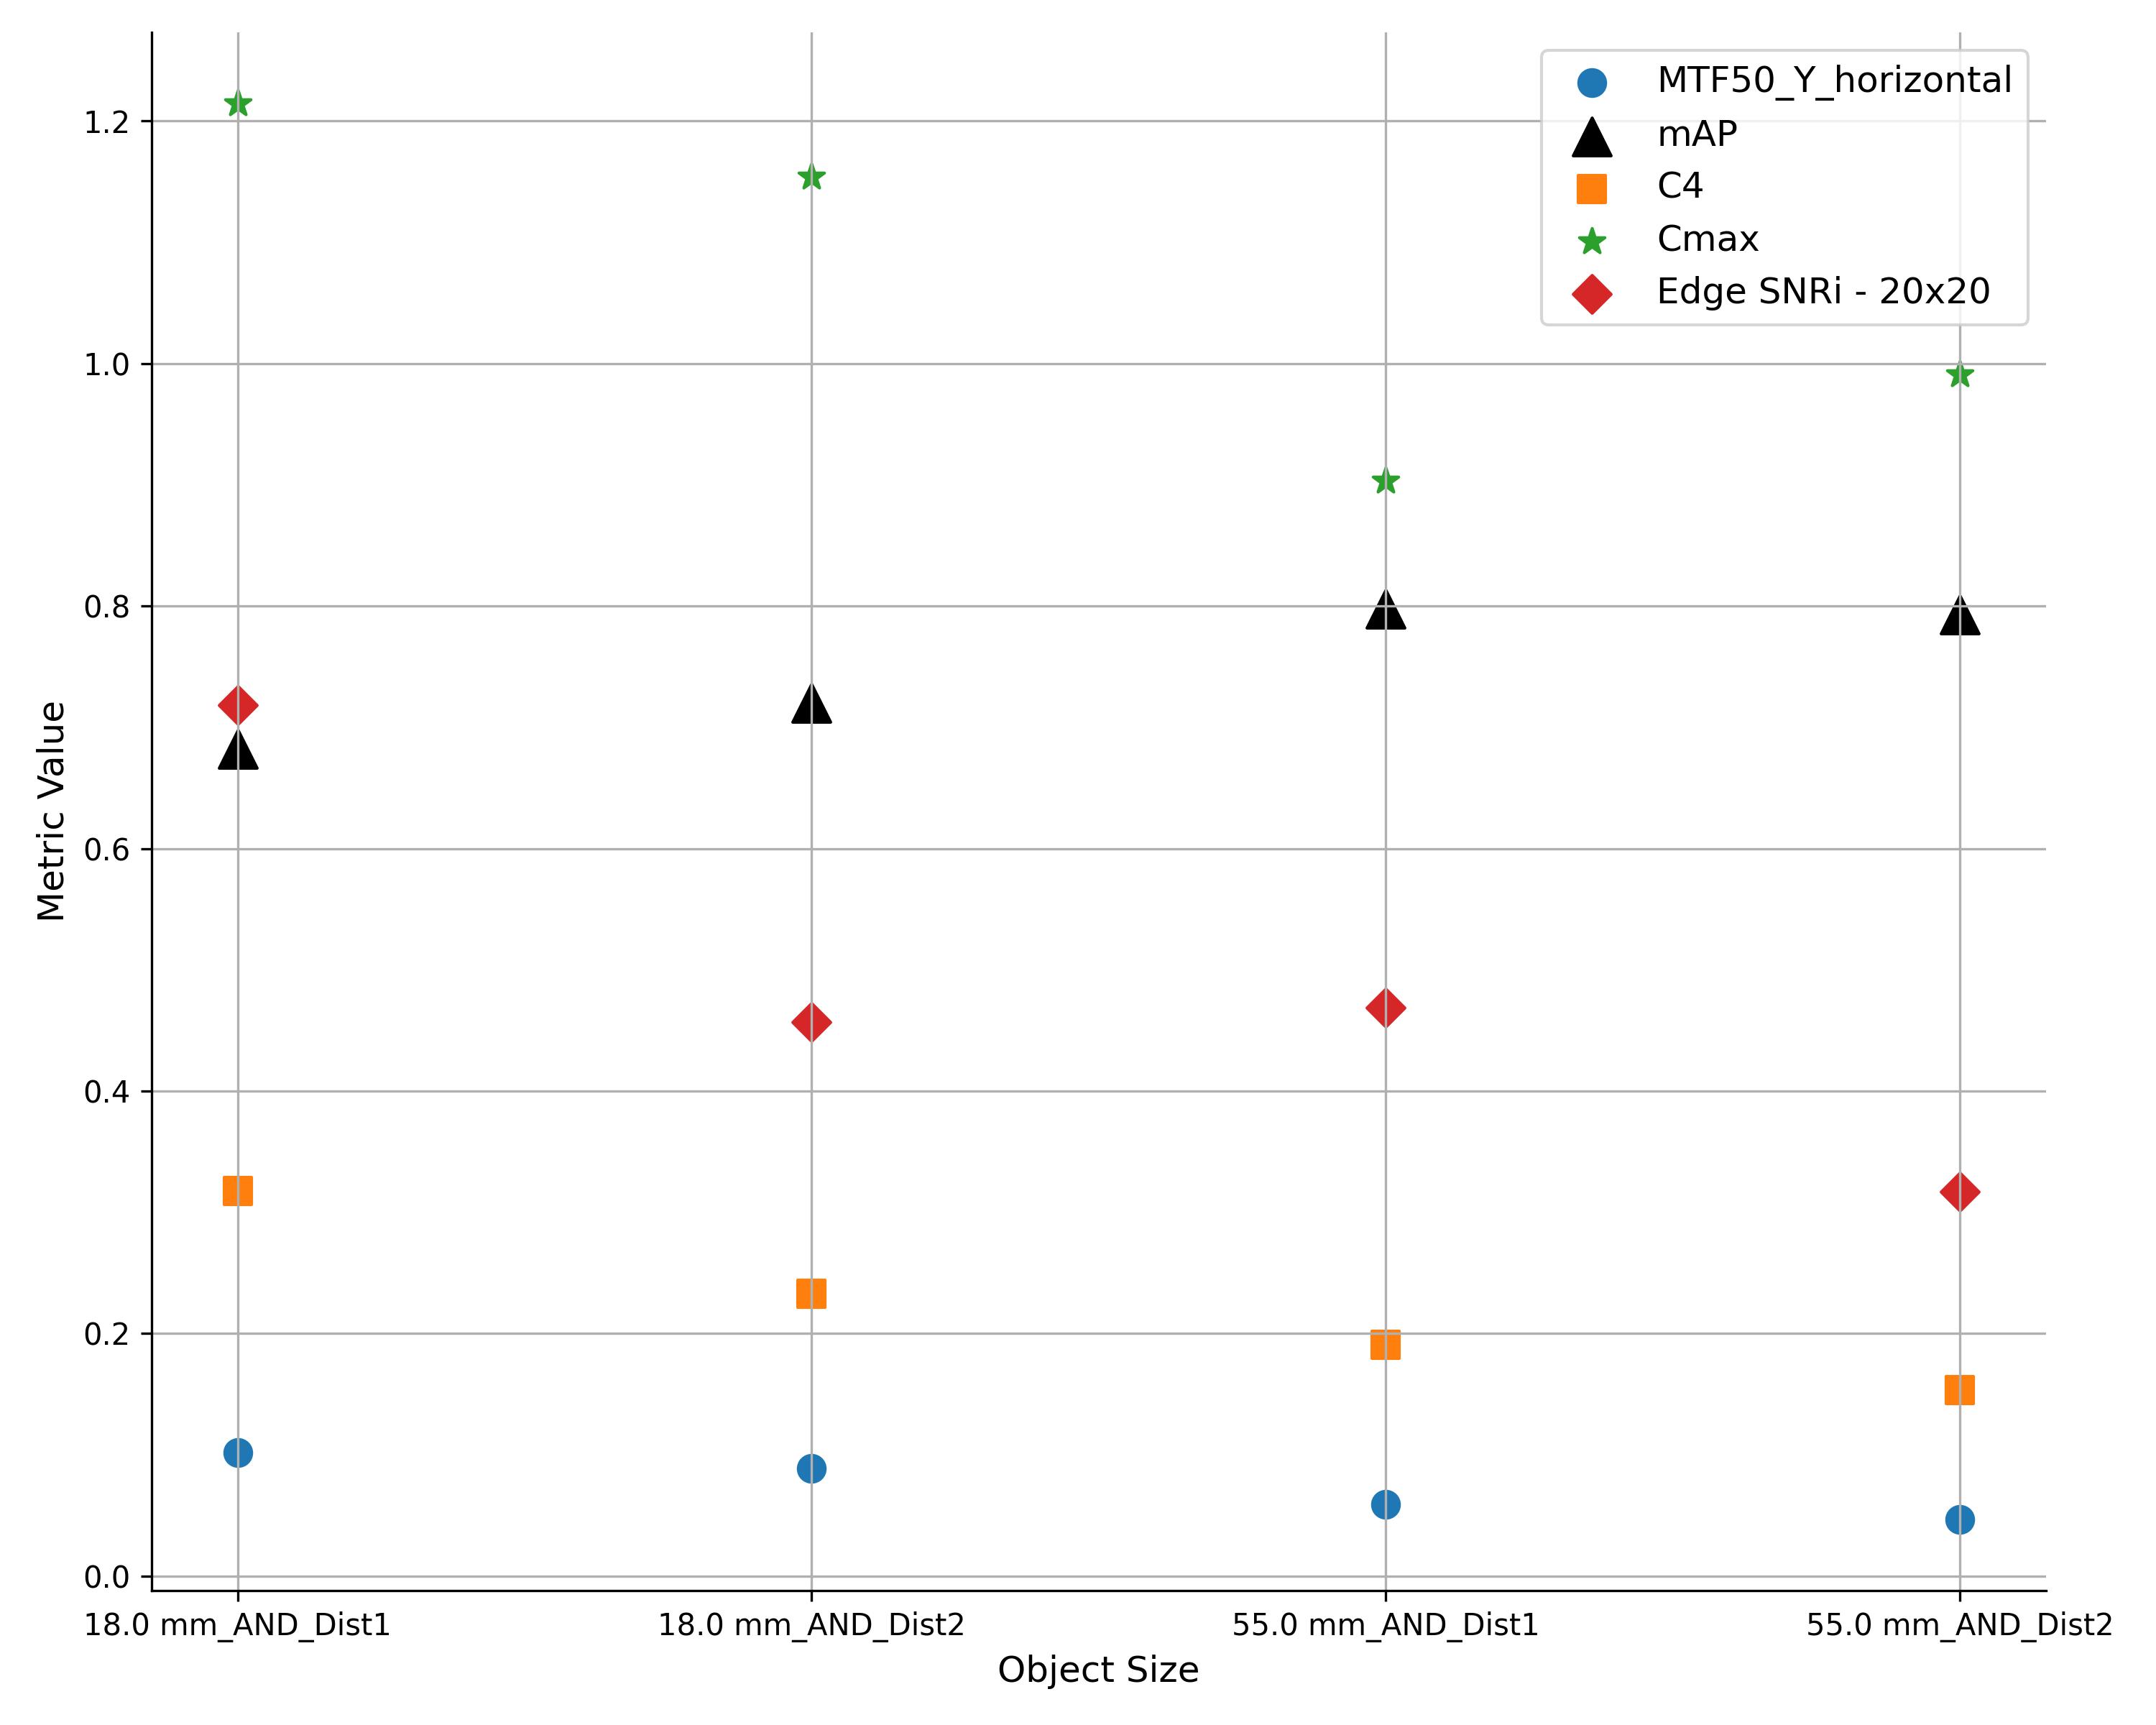 MTF50_Y_horizontal
mAP
C4
Cmax
Edge SNRi - 20x20
1.2
1.0
0.8
0.6
0.4
0.2
0.0
Metric Value
18.0 mm_AND_Dist1 18.0 mm_AND_Dist2 55.0 mm_AND_Dist1 55.0 mm_AND_Dist2
Object Size